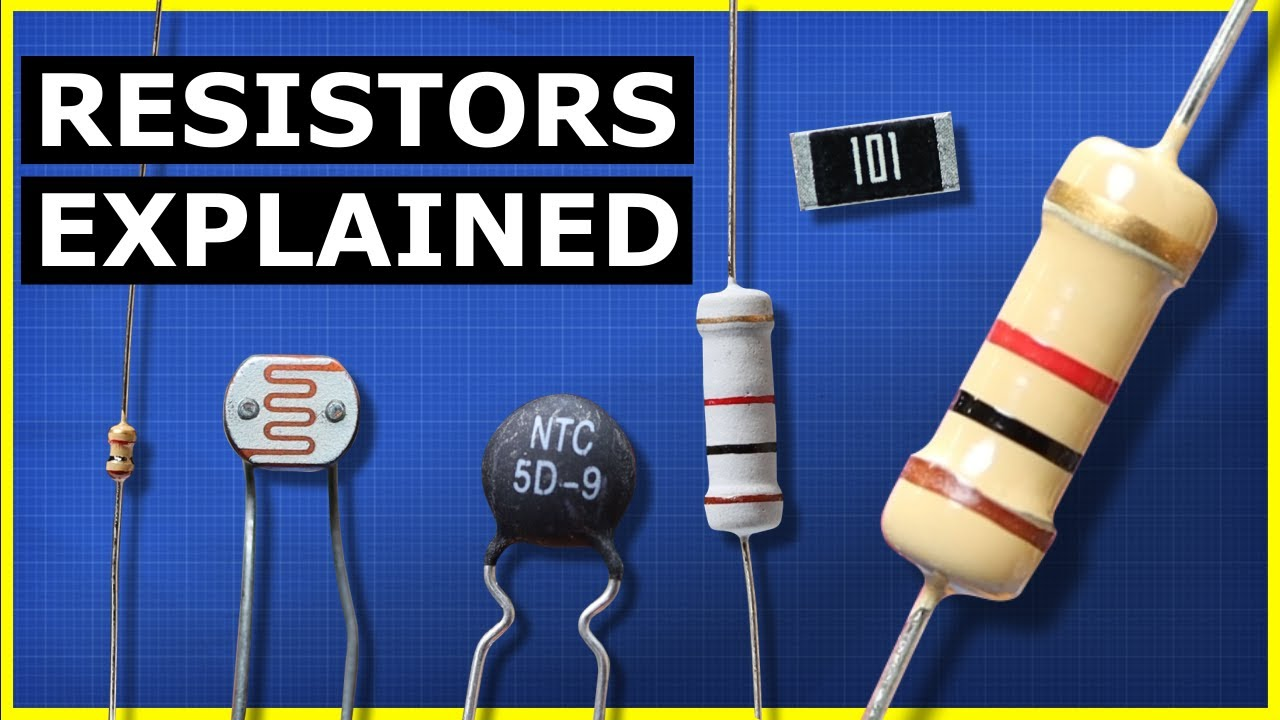 RESISTORS
EXPLAINED
101
NTC
5D-9